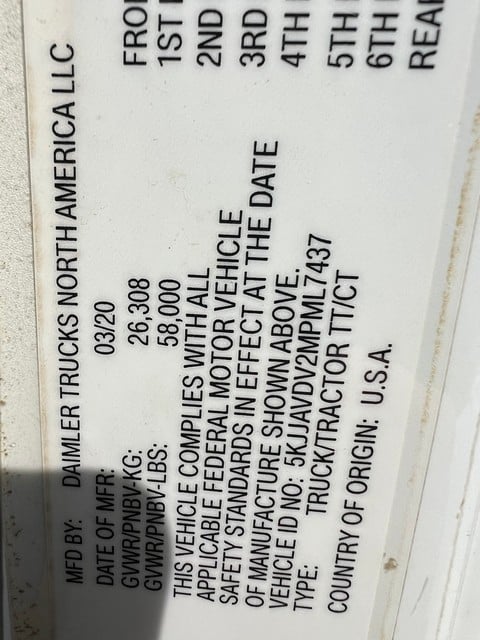 MFD BY: DAIMLER TRUCKS NORTH AMERICA LLC
DATE OF MFR: 03/20
GVWR/PNBV-KG: 26,308
GVWR/PNBV-LBS: 58,000
THIS VEHICLE COMPLIES WITH ALL
APPLICABLE FEDERAL MOTOR VEHICLE
SAFETY STANDARDS IN EFFECT AT THE DATE
OF MANUFACTURE SHOWN ABOVE.
VEHICLE ID NO: 5KJJAVDV2MPML7437
TYPE: TRUCK/TRACTOR TT/CT
COUNTRY OF ORIGIN: U.S.A.
1ST
2ND
3RD
4TH
5TH
6TH